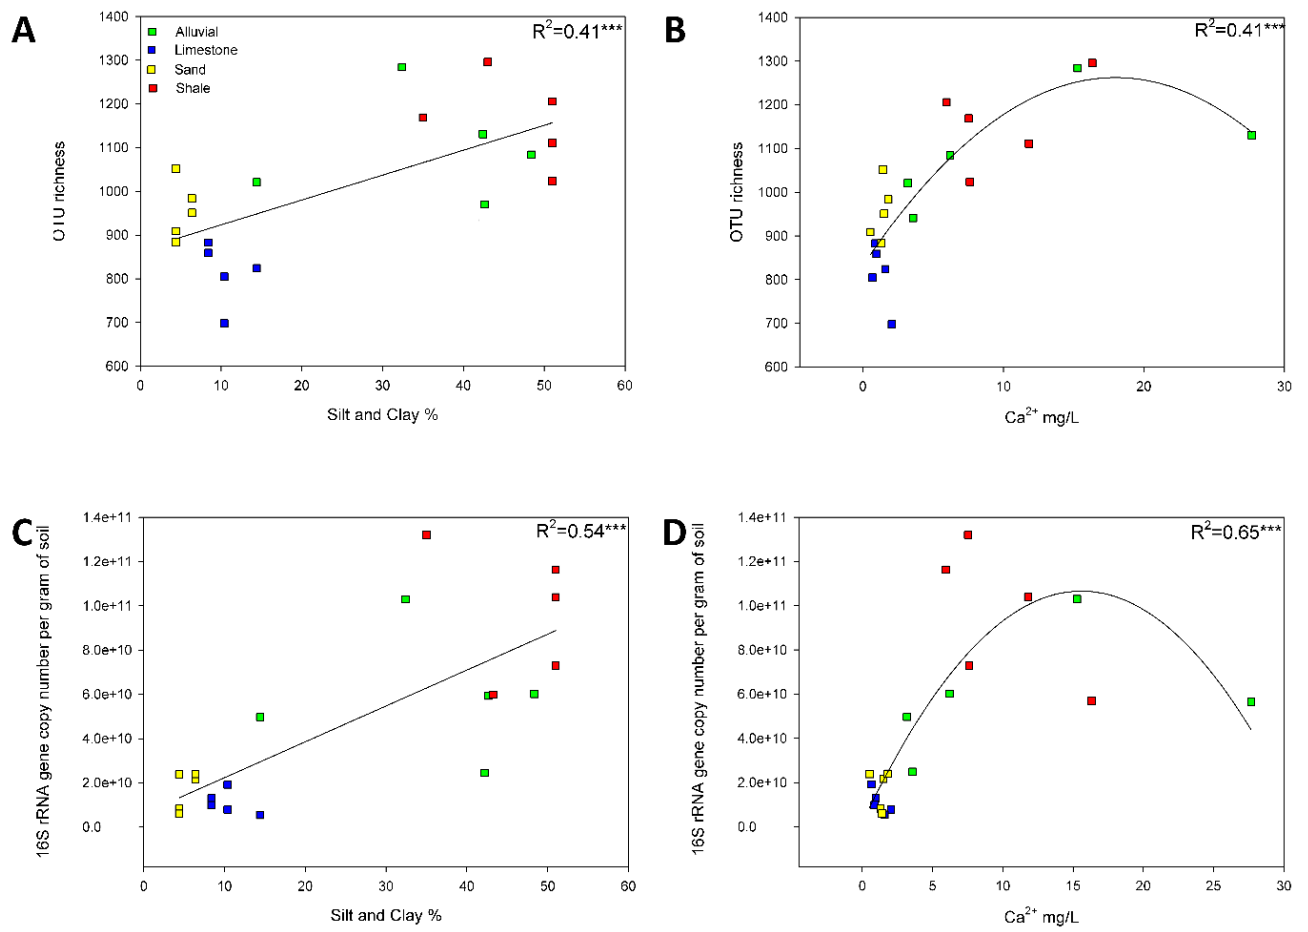 A
R²=0.41***
Alluvial
Limestone
Sand
Shale
OTU richness
1400
1300
1200
1100
1000
900
800
700
600
0 10 20 30 40 50 60
Silt and Clay %
B
R²=0.41***
OTU richness
1400
1300
1200
1100
1000
900
800
700
600
0 10 20 30
Ca²⁺ mg/L
C
R²=0.54***
16S rRNA gene copy number per gram of soil
1.4e+11
1.2e+11
1.0e+11
8.0e+10
6.0e+10
4.0e+10
2.0e+10
0.0
0 10 20 30 40 50 60
Silt and Clay %
D
R²=0.65***
16S rRNA gene copy number per gram of soil
1.4e+11
1.2e+11
1.0e+11
8.0e+10
6.0e+10
4.0e+10
2.0e+10
0.0
0 5 10 15 20 25 30
Ca²⁺ mg/L